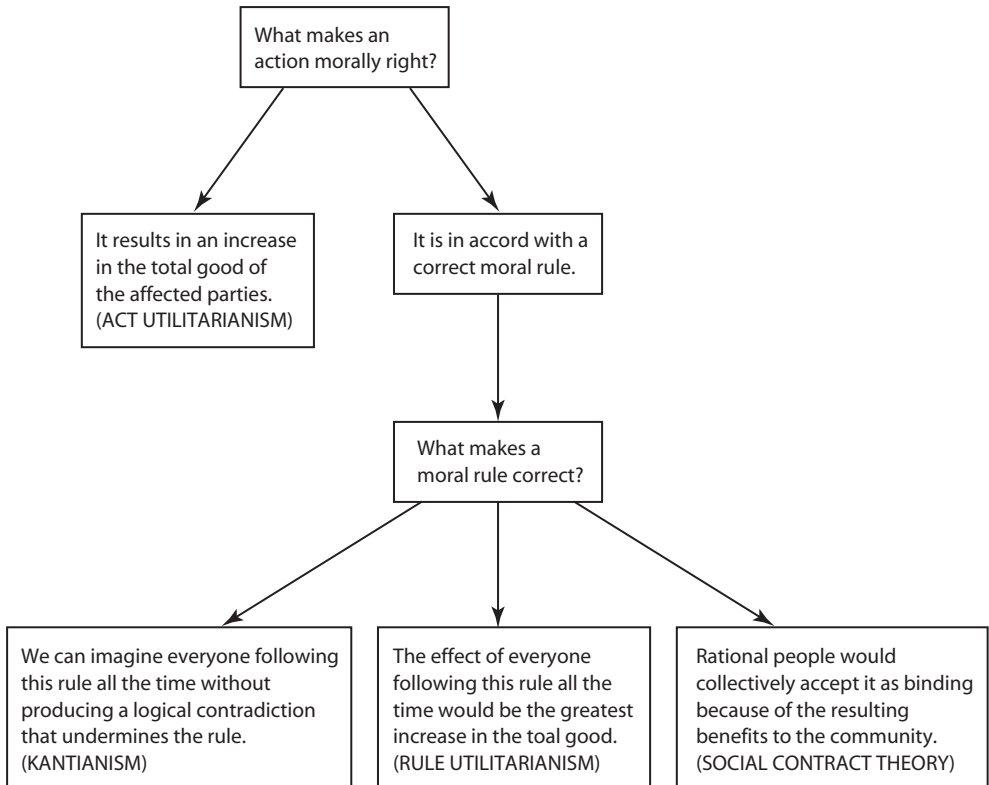 What makes an
action morally right?
It results in an increase
in the total good of
the affected parties.
(ACT UTILITARIANISM)
It is in accord with a
correct moral rule.
What makes a
moral rule correct?
We can imagine everyone following
this rule all the time without
producing a logical contradiction
that undermines the rule.
(KANTIANISM)
The effect of everyone
following this rule all the
time would be the greatest
increase in the toal good.
(RULE UTILITARIANISM)
Rational people would
collectively accept it as binding
because of the resulting
benefits to the community.
(SOCIAL CONTRACT THEORY)